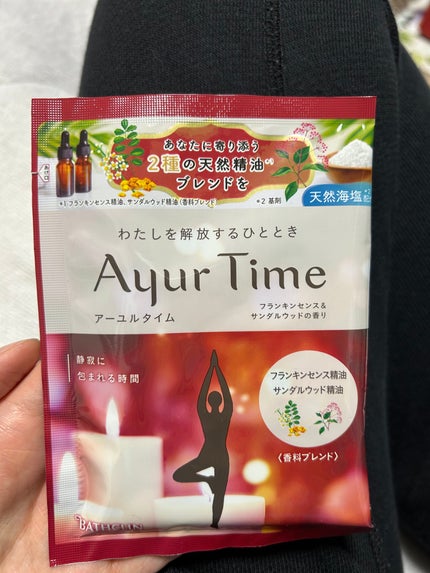 あけ口
あなたに寄り添う
2種の天然精油*1
ブレンドを
*1 フランキンセンス精油、サンダルウッド精油（香料ブレンド）
*2 基剤
天然海塩*2
わたしを解放するひととき
Ayur Time
アーユルタイム
フランキンセンス＆
サンダルウッドの香り
静寂に
包まれる時間
フランキンセンス精油
サンダルウッド精油
〈香料ブレンド〉
BATHCLIN